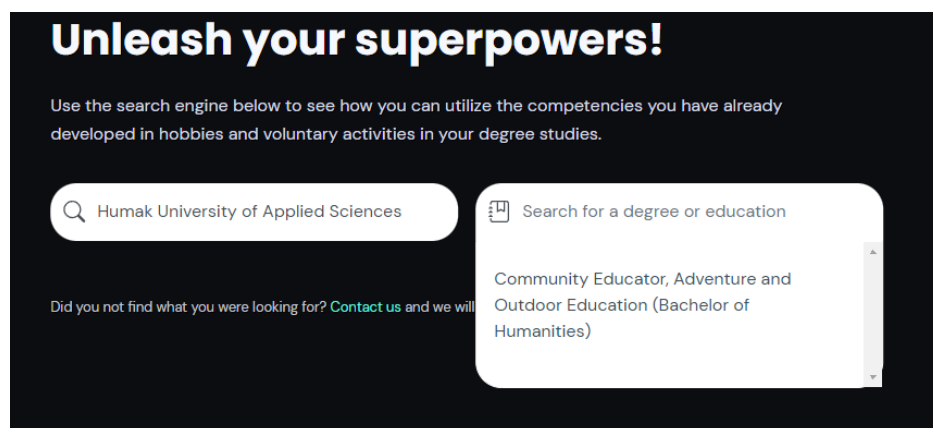 Unleash your superpowers!
Use the search engine below to see how you can utilize the competencies you have already
developed in hobbies and voluntary activities in your degree studies.
Humak University of Applied Sciences
Search for a degree or education
Community Educator, Adventure and
Outdoor Education (Bachelor of
Humanities)
Did you not find what you were looking for? Contact us and we will